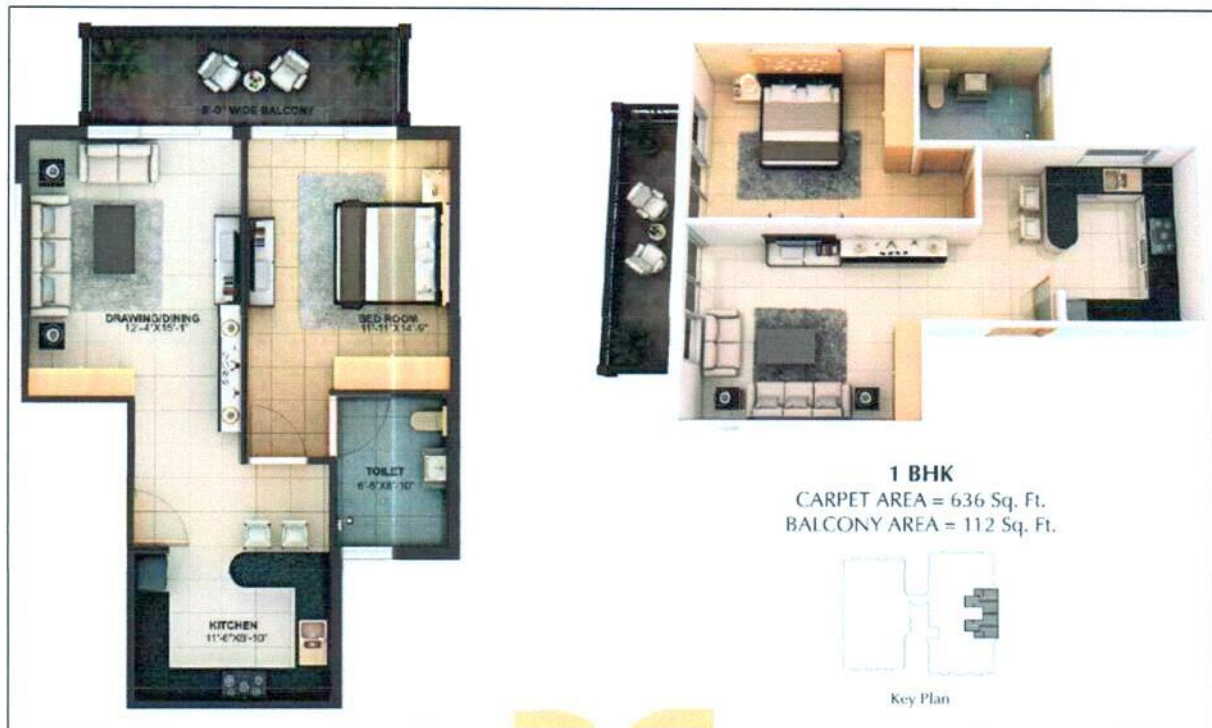 5'-0" WIDE BALCONY
DRAWING/DINING
12'-4"X15'-1"
BED ROOM
11'-11"X14'-5"
TOILET
6'-5"X8'-10"
KITCHEN
11'-6"X8'-10"
1 BHK
CARPET AREA = 636 Sq. Ft.
BALCONY AREA = 112 Sq. Ft.
Key Plan